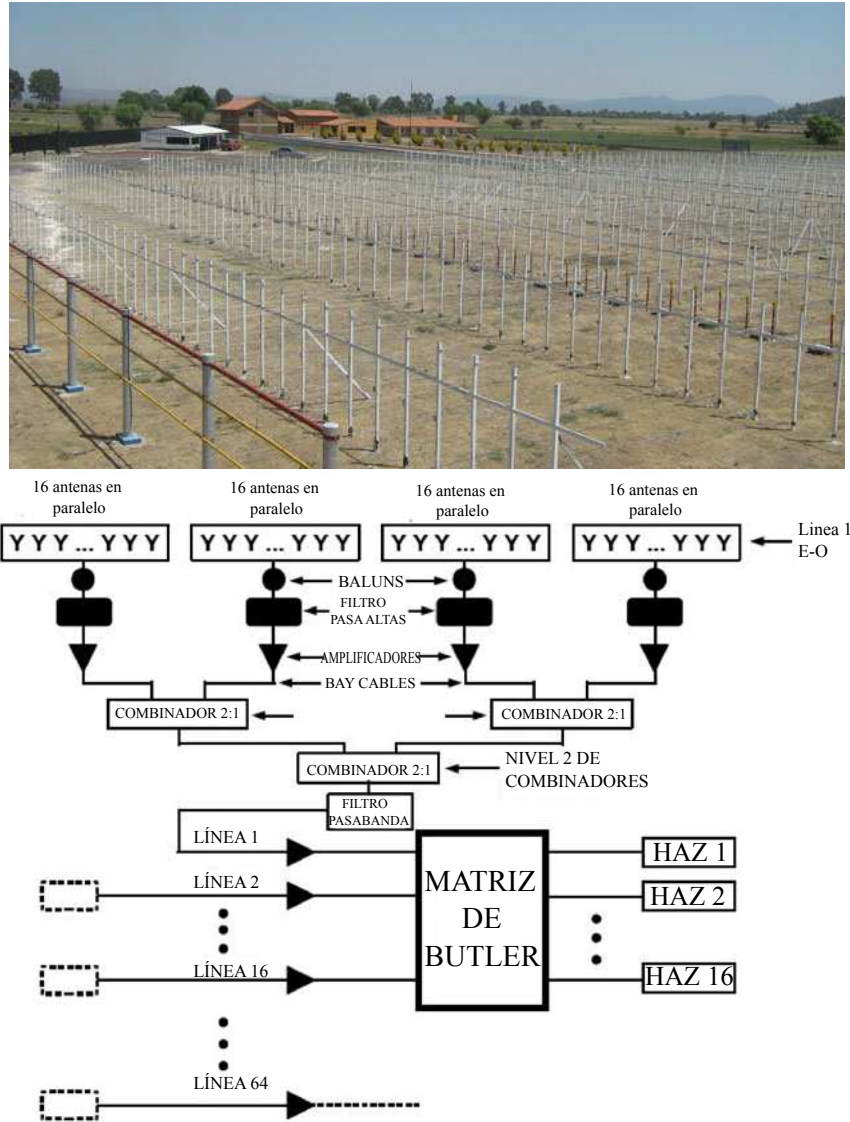 16 antenas en
paralelo
16 antenas en
paralelo
16 antenas en
paralelo
16 antenas en
paralelo
Y Y Y ... Y Y Y
Y Y Y ... Y Y Y
Y Y Y ... Y Y Y
Y Y Y ... Y Y Y
Linea 1
E-O
BALUNS
FILTRO
PASA ALTAS
AMPLIFICADORES
BAY CABLES
COMBINADOR 2:1
COMBINADOR 2:1
COMBINADOR 2:1
NIVEL 2 DE
COMBINADORES
FILTRO
PASABANDA
LÍNEA 1
LÍNEA 2
LÍNEA 16
LÍNEA 64
MATRIZ
DE
BUTLER
HAZ 1
HAZ 2
HAZ 16